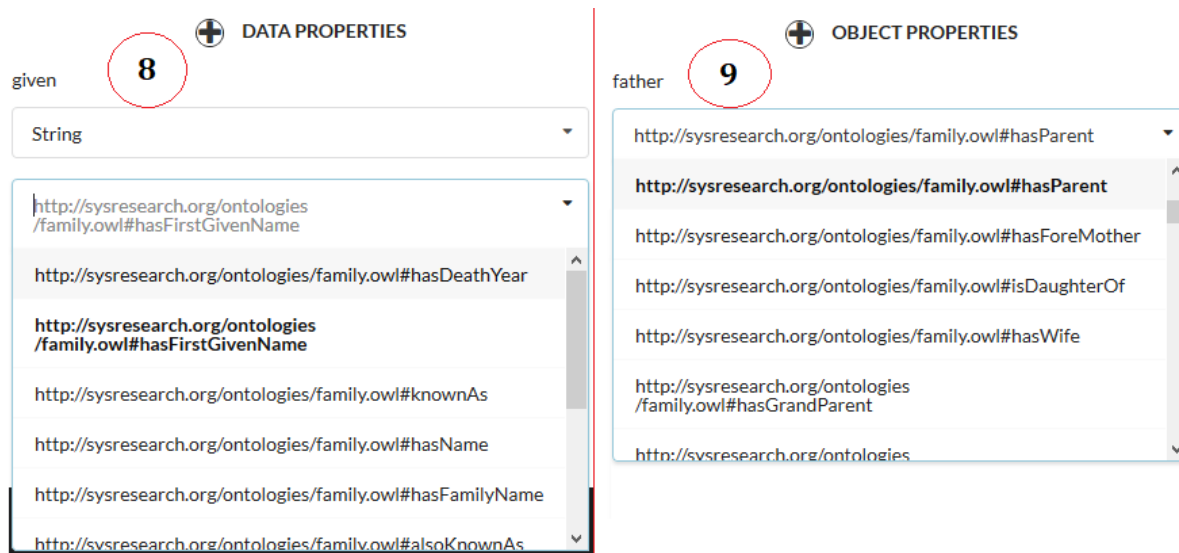 DATA PROPERTIES
8
given
String
http://sysresearch.org/ontologies
/family.owl#hasFirstGivenName
http://sysresearch.org/ontologies/family.owl#hasDeathYear
http://sysresearch.org/ontologies
/family.owl#hasFirstGivenName
http://sysresearch.org/ontologies/family.owl#knownAs
http://sysresearch.org/ontologies/family.owl#hasName
http://sysresearch.org/ontologies/family.owl#hasFamilyName
http://sysresearch.org/ontologies/family.owl#alsoKnownAs
OBJECT PROPERTIES
9
father
http://sysresearch.org/ontologies/family.owl#hasParent
http://sysresearch.org/ontologies/family.owl#hasParent
http://sysresearch.org/ontologies/family.owl#hasForeMother
http://sysresearch.org/ontologies/family.owl#isDaughterOf
http://sysresearch.org/ontologies/family.owl#hasWife
http://sysresearch.org/ontologies
/family.owl#hasGrandParent
http://sysresearch.org/ontologies